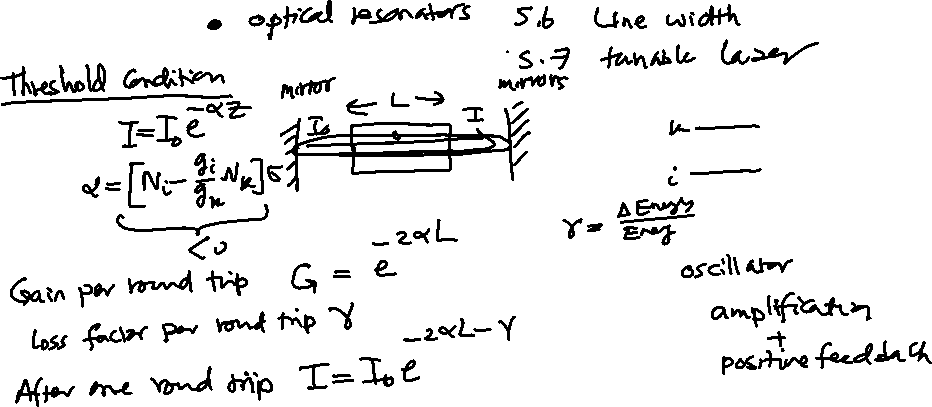 • optical resonators 5.6 Line width
5.7 tunable laser
Threshold Condition
mirror
mirrors
← L →
I₀
I
I = I₀ e^{-αz}
α = [Nᵢ - gᵢ/gₖ Nₖ] σ
< 0
k
i
γ = ΔEnergy/Energy
Gain per round trip G = e^{-2αL}
Loss factor per round trip γ
After one round trip I = I₀ e^{-2αL-γ}
oscillator
amplification
+
positive feedback